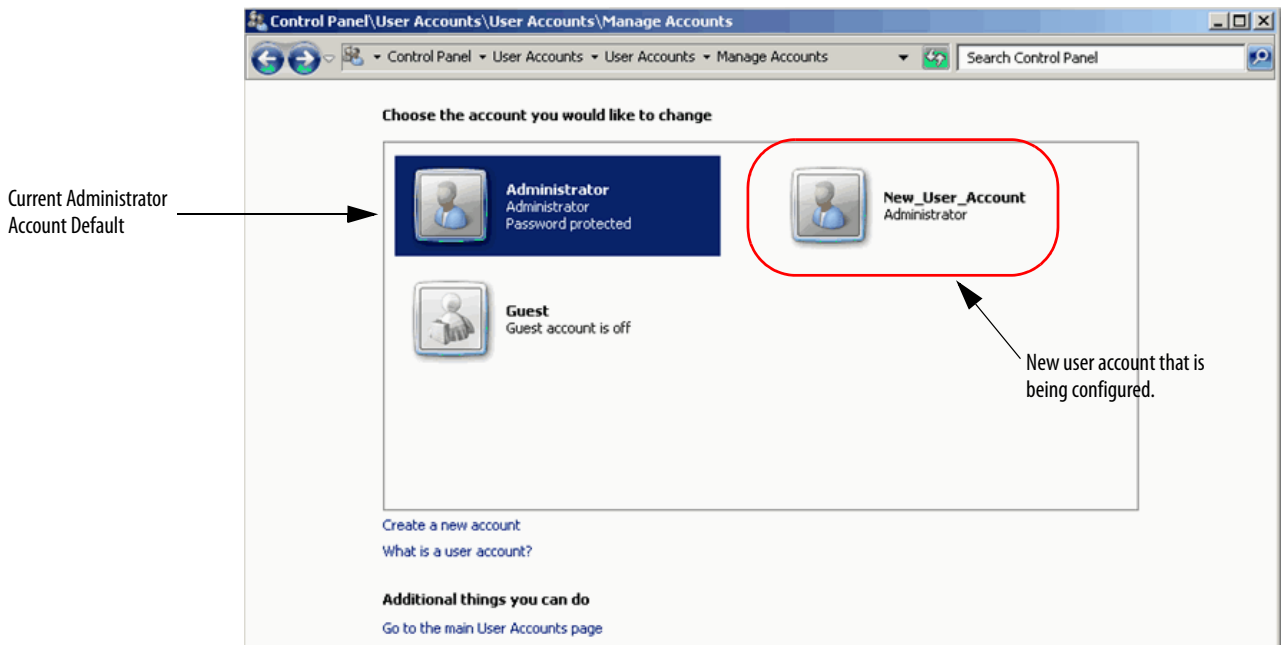 Control Panel\User Accounts\User Accounts\Manage Accounts
Control Panel User Accounts User Accounts Manage Accounts
Search Control Panel
Choose the account you would like to change
Current Administrator
Account Default
Administrator
Administrator
Password protected
New_User_Account
Administrator
Guest
Guest account is off
New user account that is
being configured.
Create a new account
What is a user account?
Additional things you can do
Go to the main User Accounts page